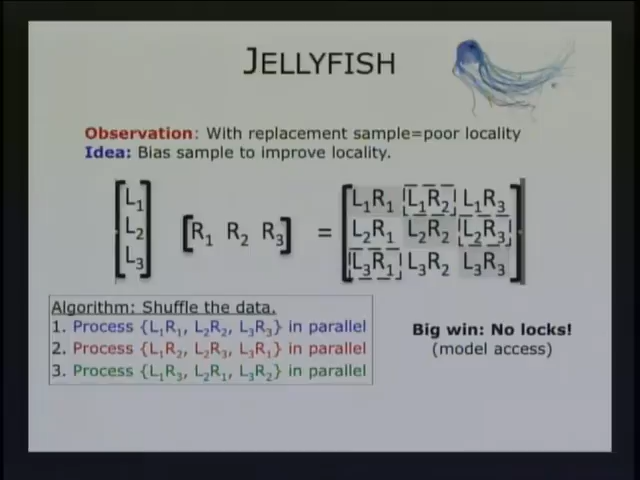 JELLYFISH
Observation: With replacement sample=poor locality
Idea: Bias sample to improve locality.
[L₁ L₂ L₃] [R₁ R₂ R₃] = [L₁R₁ L₁R₂ L₁R₃
L₂R₁ L₂R₂ L₂R₃
L₃R₁ L₃R₂ L₃R₃]
Algorithm: Shuffle the data.
1. Process {L₁R₁, L₂R₂, L₃R₃} in parallel
2. Process {L₁R₂, L₂R₃, L₃R₁} in parallel
3. Process {L₁R₃, L₂R₁, L₃R₂} in parallel
Big win: No locks!
(model access)